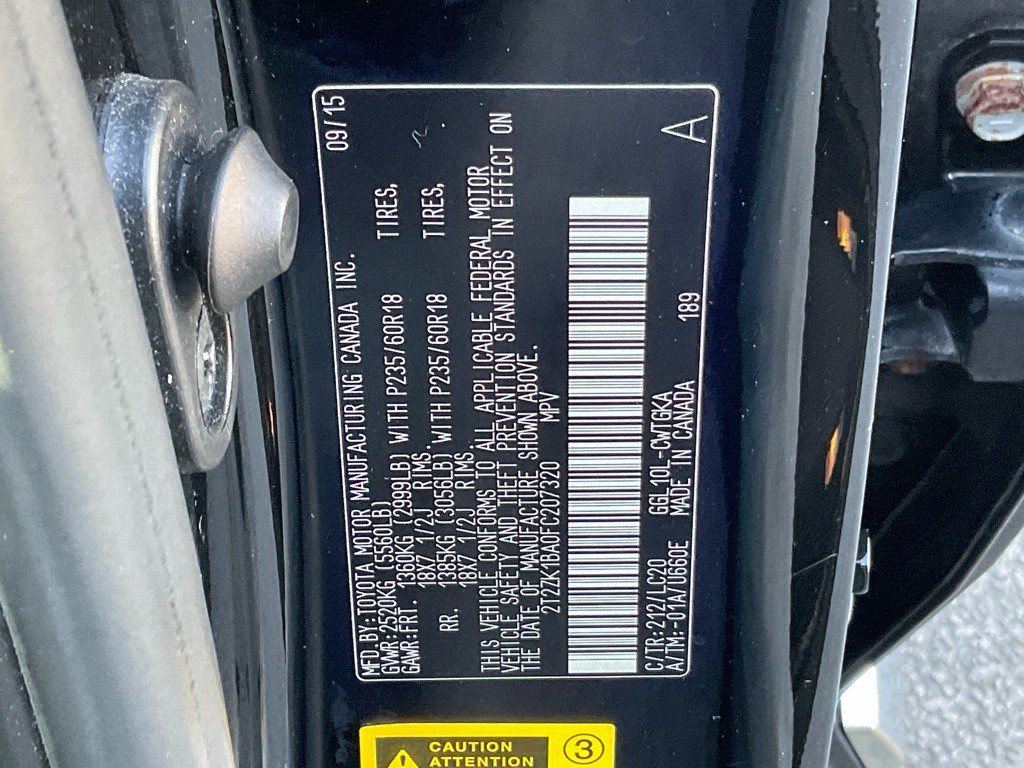 MFD.BY:TOYOTA MOTOR MANUFACTURING CANADA INC. 09/15
GVWR:2520KG (5560LB)
GAWR:FRT. 1360KG (2999LB) WITH P235/60R18 TIRES,
18X7 1/2J RIMS,
RR. 1385KG (3056LB) WITH P235/60R18 TIRES,
18X7 1/2J RIMS.
THIS VEHICLE CONFORMS TO ALL APPLICABLE FEDERAL MOTOR
VEHICLE SAFETY AND THEFT PREVENTION STANDARDS IN EFFECT ON
THE DATE OF MANUFACTURE SHOWN ABOVE.
2T2ZK1BA0FC207320 MPV
C/TR:212/LC20 GGL10L-CWTGKA 189 A
A/TM:-01A/U660E MADE IN CANADA
CAUTION
ATTENTION
3